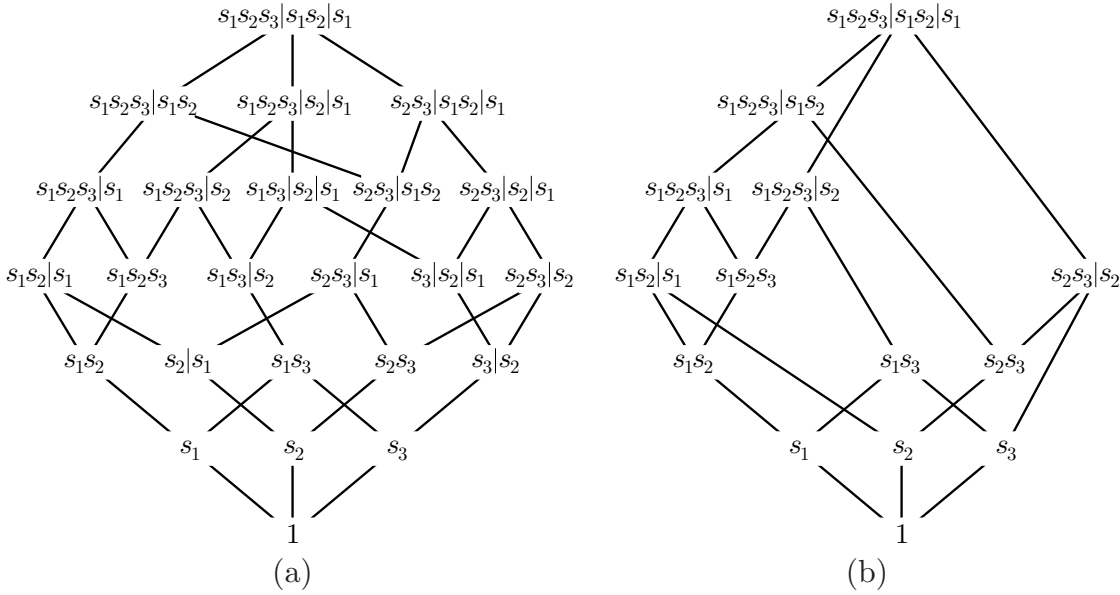 s₁s₂s₃|s₁s₂|s₁ s₁s₂s₃|s₁s₂|s₁
s₁s₂s₃|s₁s₂ s₁s₂s₃|s₂|s₁ s₂s₃|s₁s₂|s₁ s₁s₂s₃|s₁s₂
s₁s₂s₃|s₁ s₁s₂s₃|s₂ s₁s₃|s₂|s₁ s₂s₃|s₁s₂ s₂s₃|s₂|s₁ s₁s₂s₃|s₁ s₁s₂s₃|s₂
s₁s₂|s₁ s₁s₂s₃ s₁s₃|s₂ s₂s₃|s₁ s₃|s₂|s₁ s₂s₃|s₂ s₁s₂|s₁ s₁s₂s₃ s₂s₃|s₂
s₁s₂ s₂|s₁ s₁s₃ s₂s₃ s₃|s₂ s₁s₂ s₁s₃ s₂s₃
s₁ s₂ s₃ s₁ s₂ s₃
1 1
(a) (b)